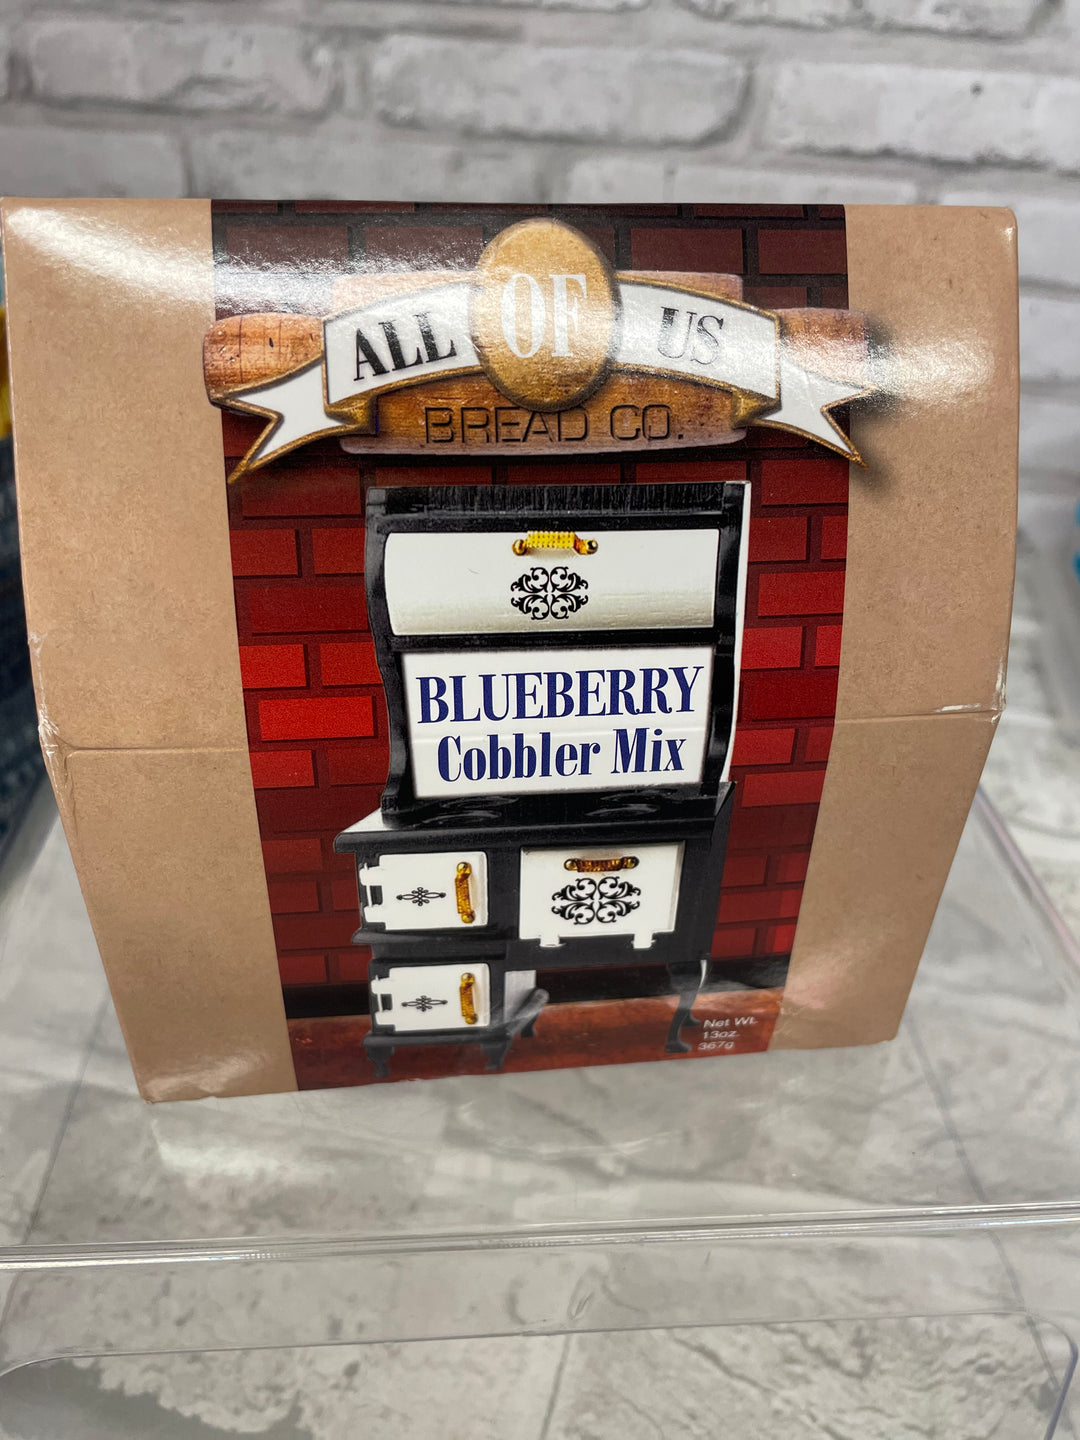 ALL OF US
BREAD CO.
BLUEBERRY
Cobbler Mix
Net Wt.
13oz.
367g